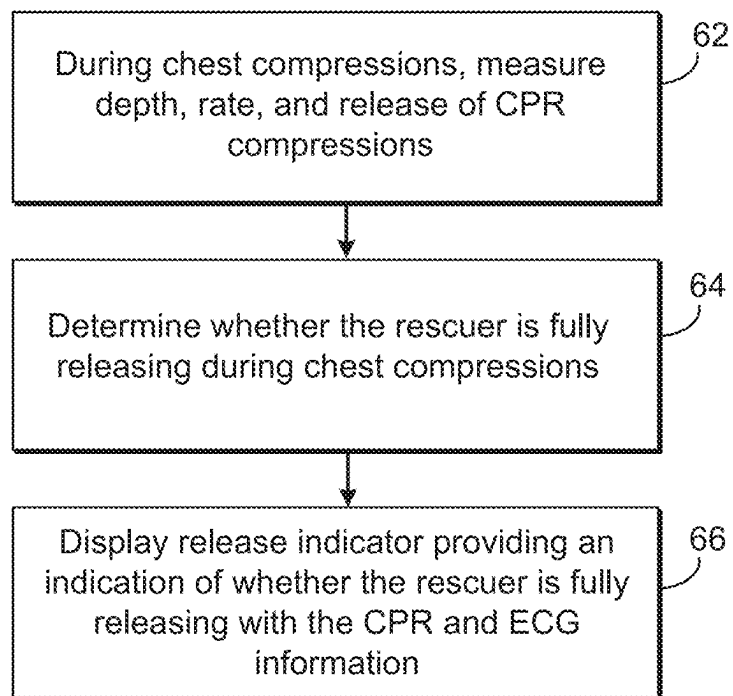 During chest compressions, measure
depth, rate, and release of CPR
compressions
62
Determine whether the rescuer is fully
releasing during chest compressions
64
Display release indicator providing an
indication of whether the rescuer is fully
releasing with the CPR and ECG
information
66